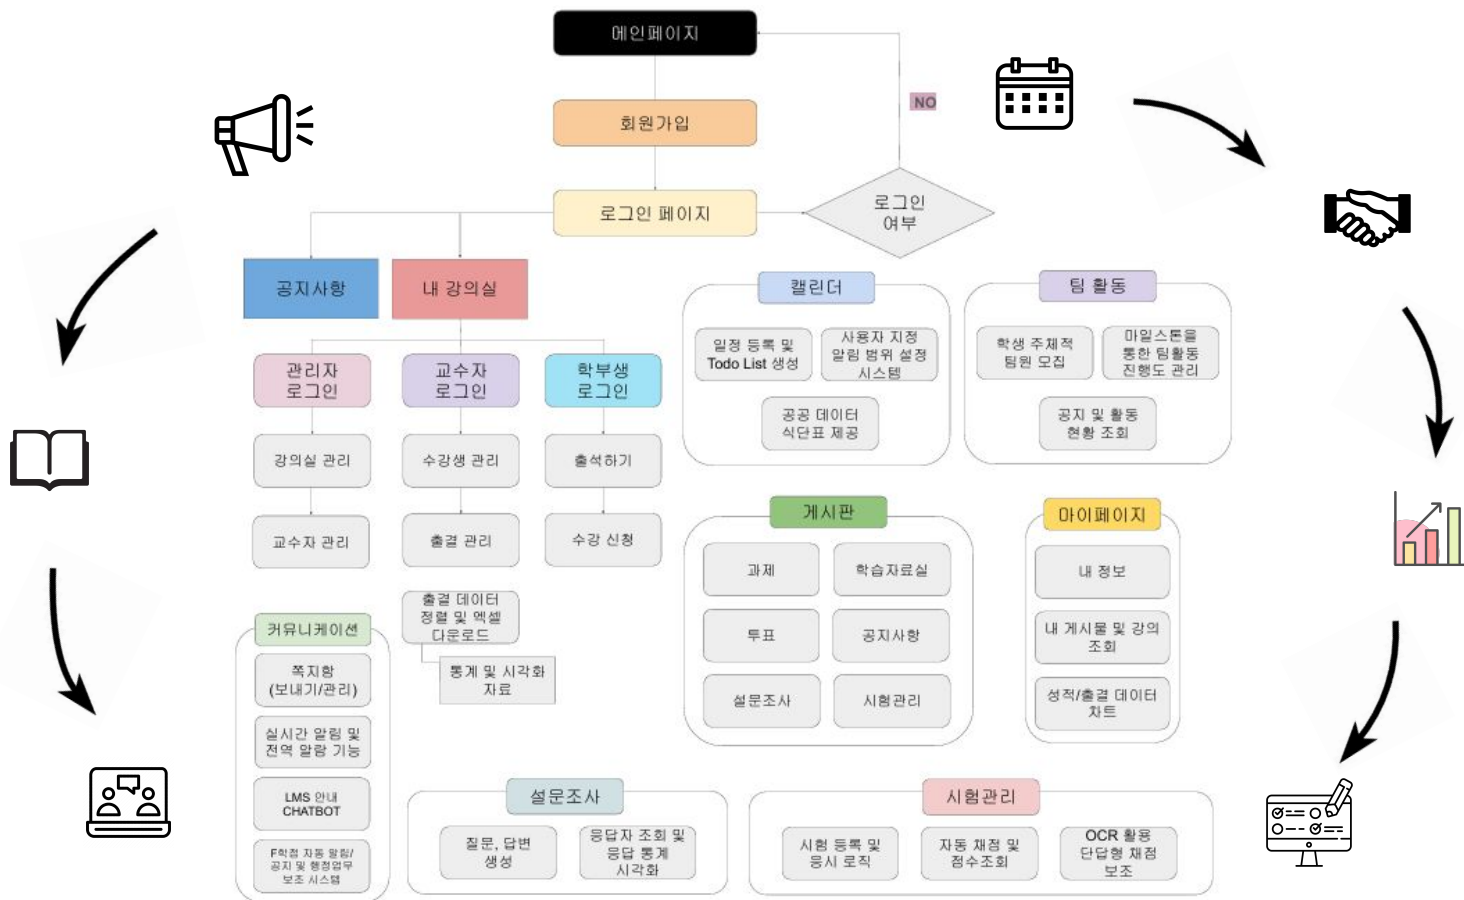 메인페이지
NO
회원가입
로그인 페이지
로그인
여부
공지사항
내 강의실
관리자
로그인
교수자
로그인
학부생
로그인
강의실 관리
수강생 관리
출석하기
교수자 관리
출결 관리
수강 신청
출결 데이터
정렬 및 엑셀
다운로드
통계 및 시각화
자료
캘린더
일정 등록 및
Todo List 생성
사용자 지정
알림 범위 설정
시스템
공공 데이터
식단표 제공
팀 활동
학생 주체적
팀원 모집
마일스톤을
통한 팀활동
진행도 관리
공지 및 활동
현황 조회
게시판
과제
학습자료실
투표
공지사항
설문조사
시험관리
마이페이지
내 정보
내 게시물 및 강의
조회
성적/출결 데이터
차트
커뮤니케이션
쪽지함
(보내기/관리)
실시간 알림 및
전역 알람 기능
LMS 안내
CHATBOT
F학점 자동 알림/
공지 및 행정업무
보조 시스템
설문조사
질문, 답변
생성
응답자 조회 및
응답 통계
시각화
시험관리
시험 등록 및
응시 로직
자동 채점 및
점수조회
OCR 활용
단답형 채점
보조